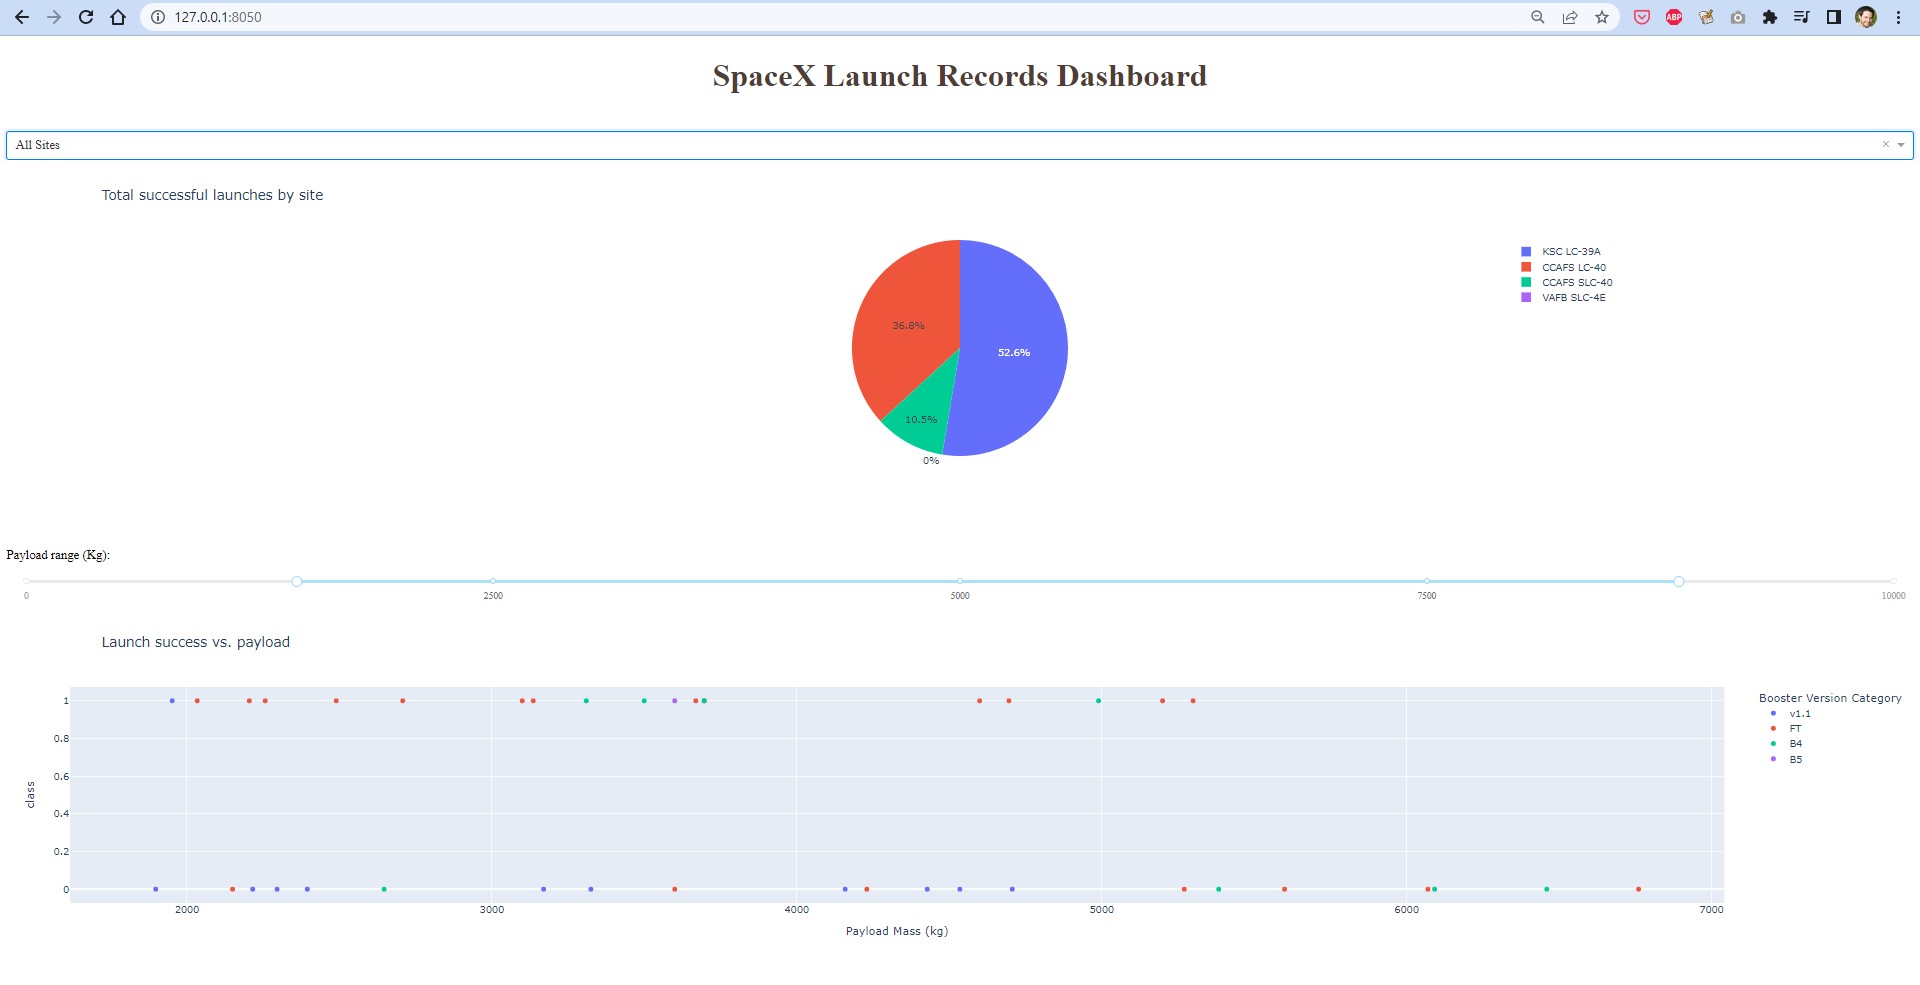 127.0.0.1:8050
ABP
SpaceX Launch Records Dashboard
All Sites
Total successful launches by site
KSC LC-39A
CCAFS LC-40
CCAFS SLC-40
VAFB SLC-4E
36.8%
52.6%
10.5%
0%
Payload range (Kg):
0 2500 5000 7500 10000
Launch success vs. payload
Booster Version Category
v1.1
FT
B4
B5
1
0.8
0.6
0.4
0.2
0
class
2000 3000 4000 5000 6000 7000
Payload Mass (kg)